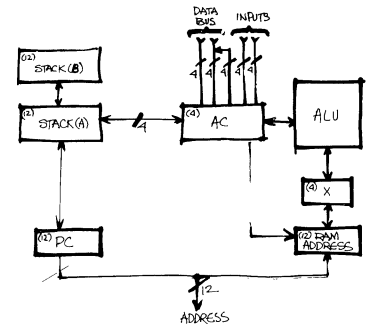 DATA
BUS
INPUTS
4 4 4 4 4
(12)
STACK(B)
(12)
STACK(A)
4
(4)
AC
ALU
(4)
X
(12)
PC
(12) RAM
ADDRESS
12
ADDRESS